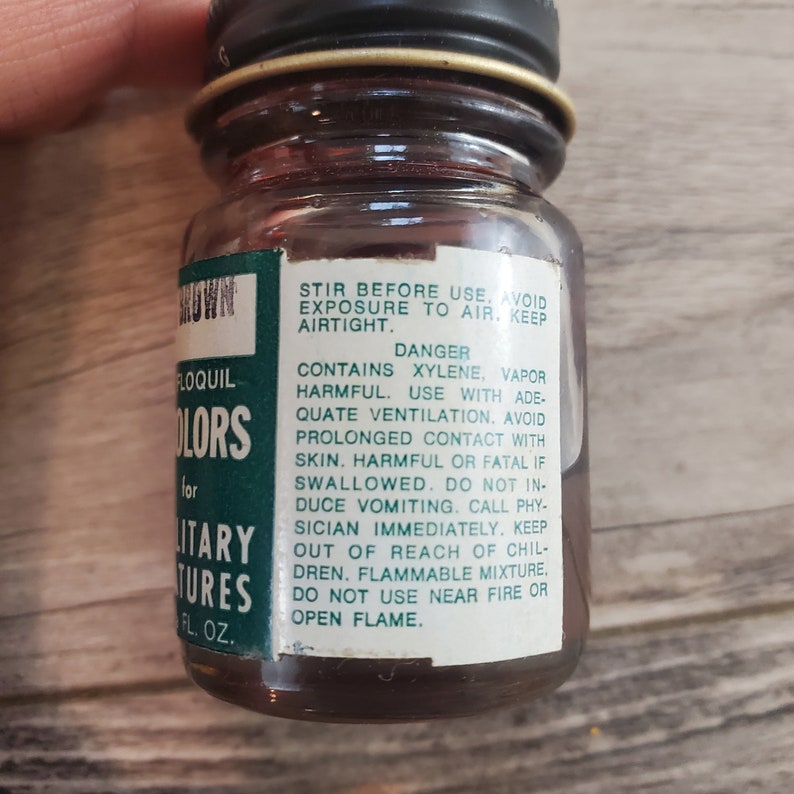 BROWN
FLOQUIL
OLORS
for
LITARY
TURES
FL. OZ.
STIR BEFORE USE, AVOID
EXPOSURE TO AIR. KEEP
AIRTIGHT.
DANGER
CONTAINS XYLENE, VAPOR
HARMFUL. USE WITH ADE-
QUATE VENTILATION. AVOID
PROLONGED CONTACT WITH
SKIN. HARMFUL OR FATAL IF
SWALLOWED. DO NOT IN-
DUCE VOMITING. CALL PHY-
SICIAN IMMEDIATELY. KEEP
OUT OF REACH OF CHIL-
DREN. FLAMMABLE MIXTURE.
DO NOT USE NEAR FIRE OR
OPEN FLAME.